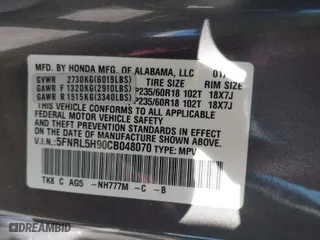 MFD. BY HONDA MFG. OF ALABAMA, LLC 01/
GVWR 2730KG(6019LBS) TIRE SIZE RIM SIZE
GAWR F 1320KG(2910LBS) P235/60R18 102T 18X7J
GAWR R 1515KG(3340LBS) P235/60R18 102T 18X7J
THIS VEHICLE CONFORMS TO ALL APPLICABLE
FEDERAL MOTOR VEHICLE SAFETY AND
THEFT PREVENTION STANDARDS IN EFFECT ON
THE DATE OF MANUFACTURE SHOWN ABOVE.
V.I.N.:5FNRL5H90CB048070 TYPE: MPV
TK8 C AG5 -NH777M -C -B